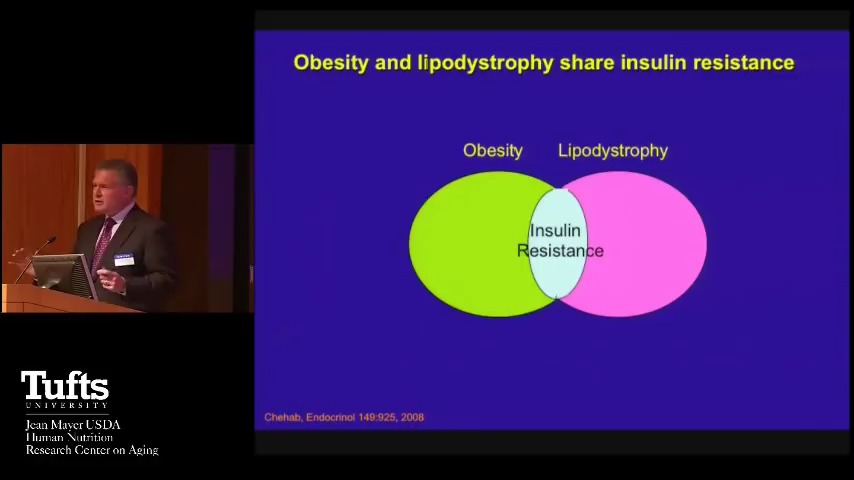 Obesity and lipodystrophy share insulin resistance
Obesity
Lipodystrophy
Insulin
Resistance
Chehab, Endocrinol 149:925, 2008
Tufts
UNIVERSITY
Jean Mayer USDA
Human Nutrition
Research Center on Aging